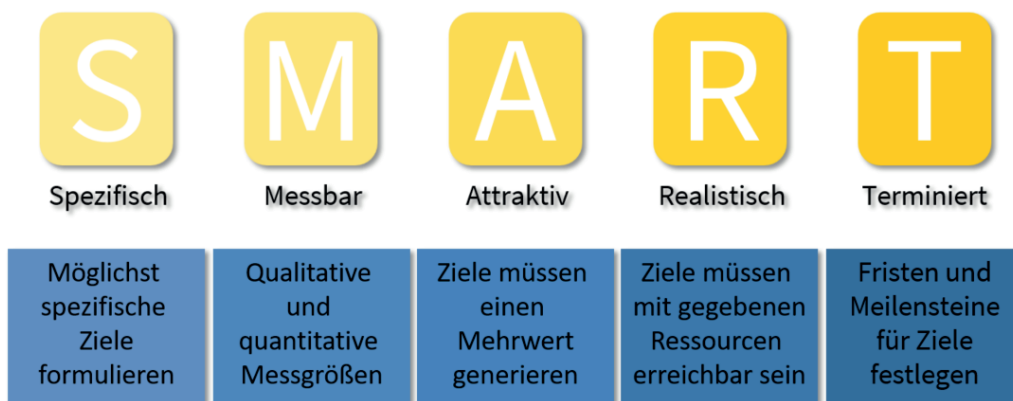 S M A R T
Spezifisch Messbar Attraktiv Realistisch Terminiert
Möglichst
spezifische
Ziele
formulieren
Qualitative
und
quantitative
Messgrößen
Ziele müssen
einen
Mehrwert
generieren
Ziele müssen
mit gegebenen
Ressourcen
erreichbar sein
Fristen und
Meilensteine
für Ziele
festlegen